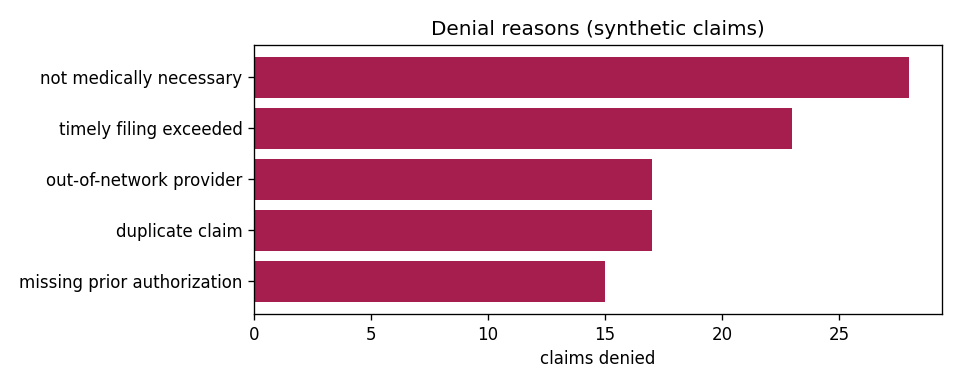 Denial reasons (synthetic claims)
not medically necessary
timely filing exceeded
out-of-network provider
duplicate claim
missing prior authorization
0 5 10 15 20 25
claims denied